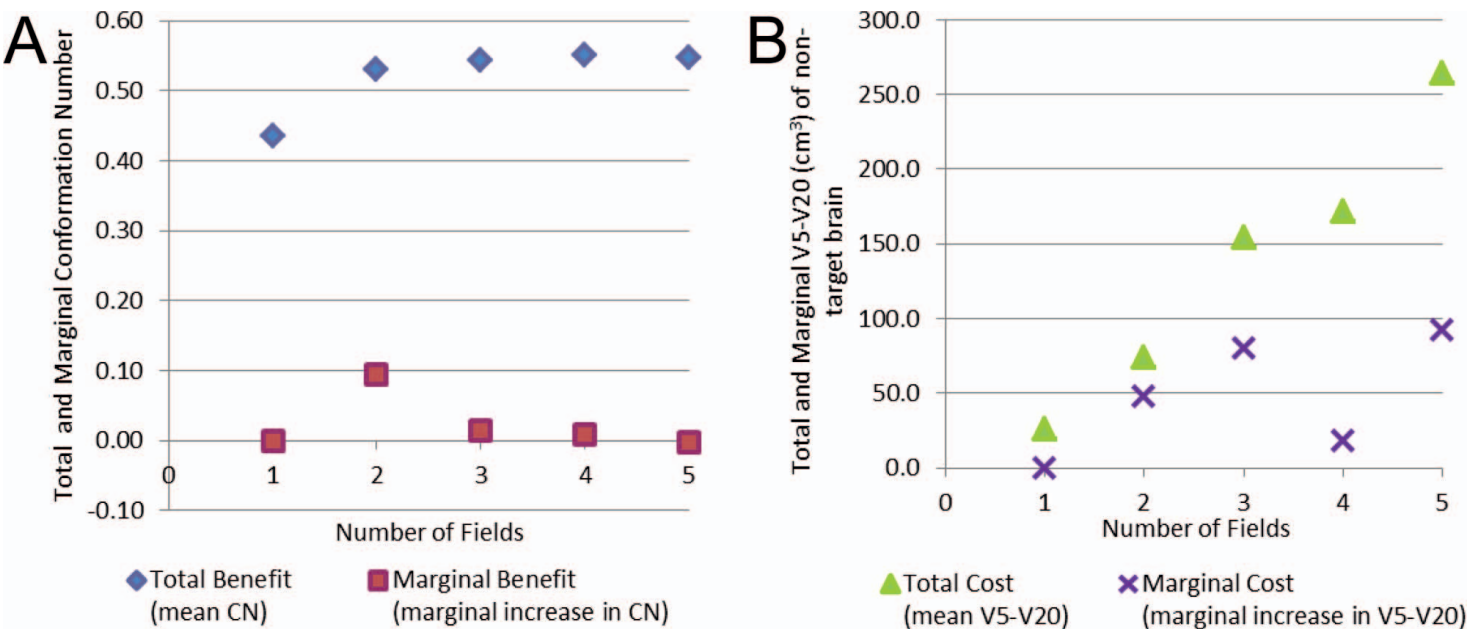 A
Total and Marginal Conformation Number
0.60
0.50
0.40
0.30
0.20
0.10
0.00
-0.10
0
1
2
3
4
5
Number of Fields
Total Benefit
(mean CN)
Marginal Benefit
(marginal increase in CN)
B
Total and Marginal V5-V20 (cm³) of non-
target brain
300.0
250.0
200.0
150.0
100.0
50.0
0.0
0
1
2
3
4
5
Number of Fields
Total Cost
(mean V5-V20)
Marginal Cost
(marginal increase in V5-V20)